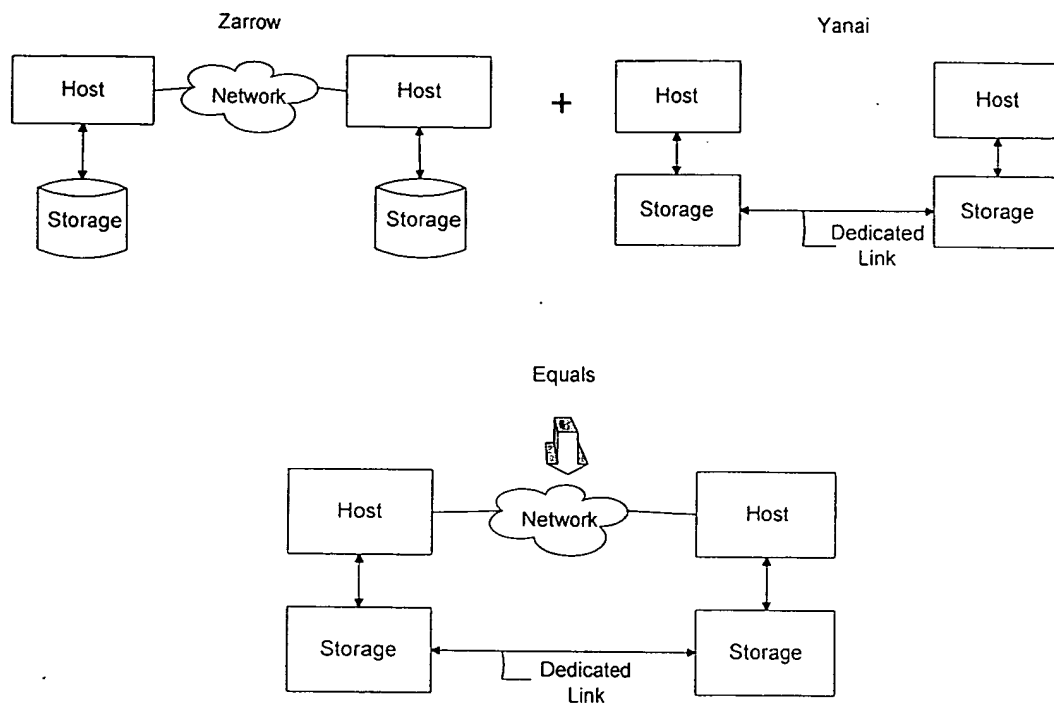 Zarrow
Host
Network
Host
Storage
Storage
+
Yanai
Host
Host
Storage
Storage
Dedicated
Link
Equals
Host
Network
Host
Storage
Storage
Dedicated
Link